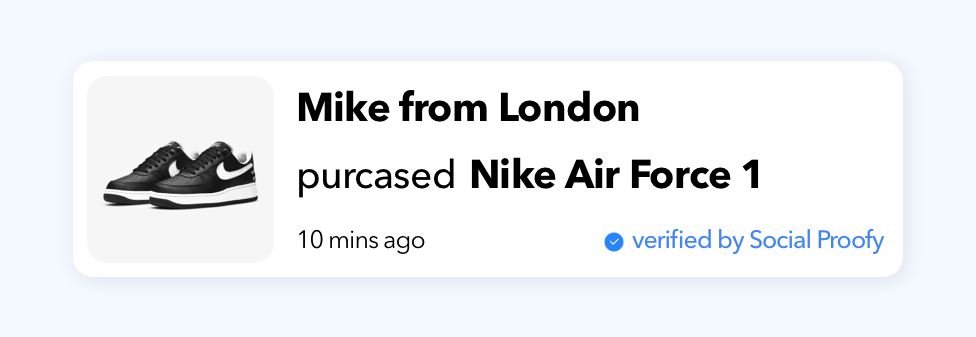 Mike from London
purcased Nike Air Force 1
10 mins ago
verified by Social Proofy